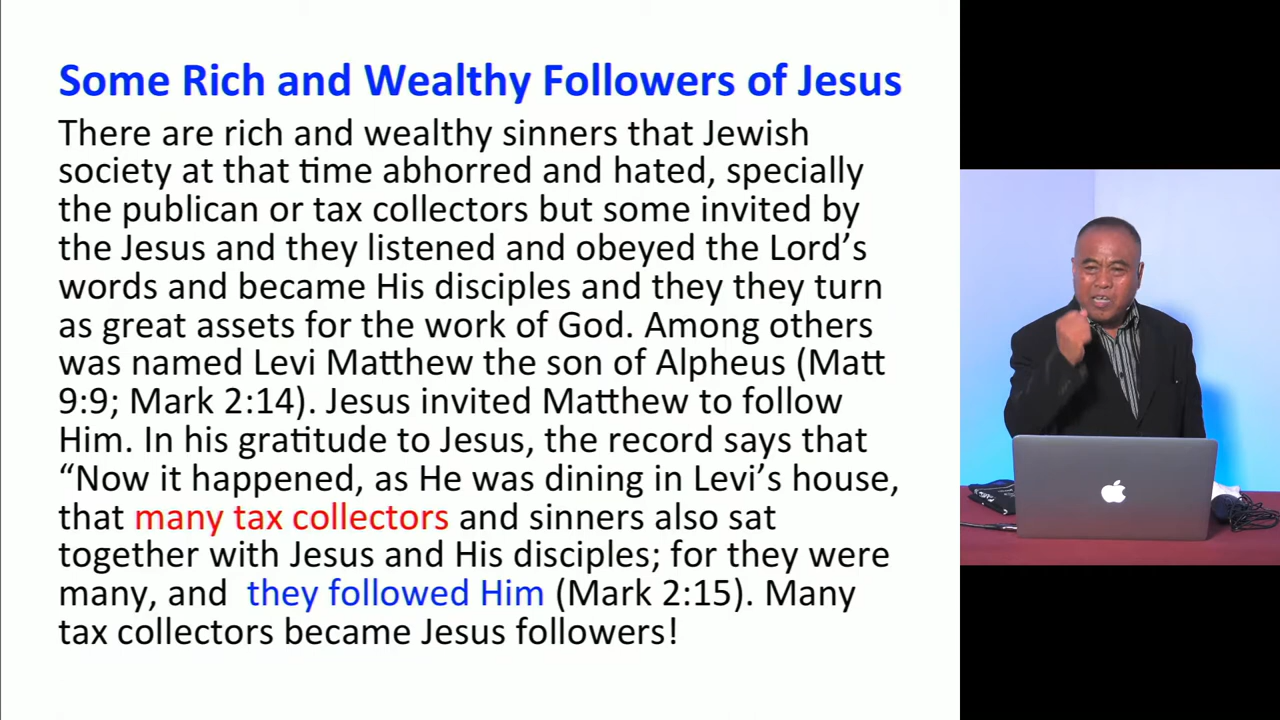 Some Rich and Wealthy Followers of Jesus
There are rich and wealthy sinners that Jewish
society at that time abhorred and hated, specially
the publican or tax collectors but some invited by
the Jesus and they listened and obeyed the Lord’s
words and became His disciples and they they turn
as great assets for the work of God. Among others
was named Levi Matthew the son of Alpheus (Matt
9:9; Mark 2:14). Jesus invited Matthew to follow
Him. In his gratitude to Jesus, the record says that
“Now it happened, as He was dining in Levi’s house,
that many tax collectors and sinners also sat
together with Jesus and His disciples; for they were
many, and they followed Him (Mark 2:15). Many
tax collectors became Jesus followers!